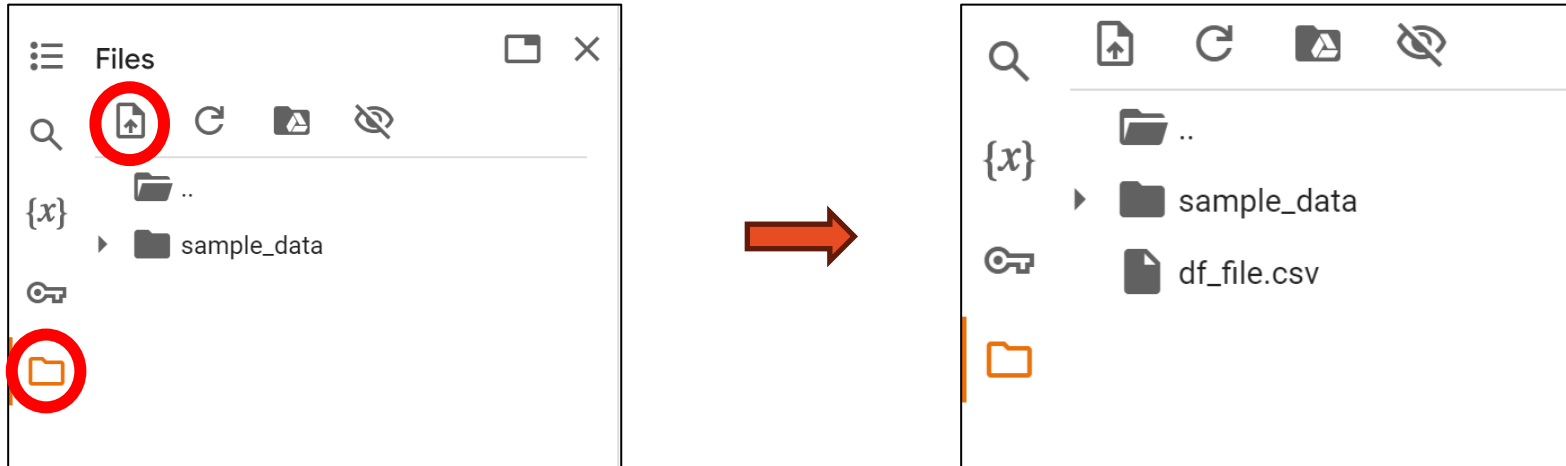 Files
{x}
..
sample_data
{x}
..
sample_data
df_file.csv